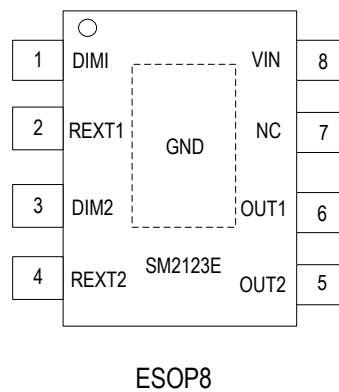 1 DIMI VIN 8
2 REXT1 NC 7
GND
3 DIM2 OUT1 6
SM2123E
4 REXT2 OUT2 5
ESOP8